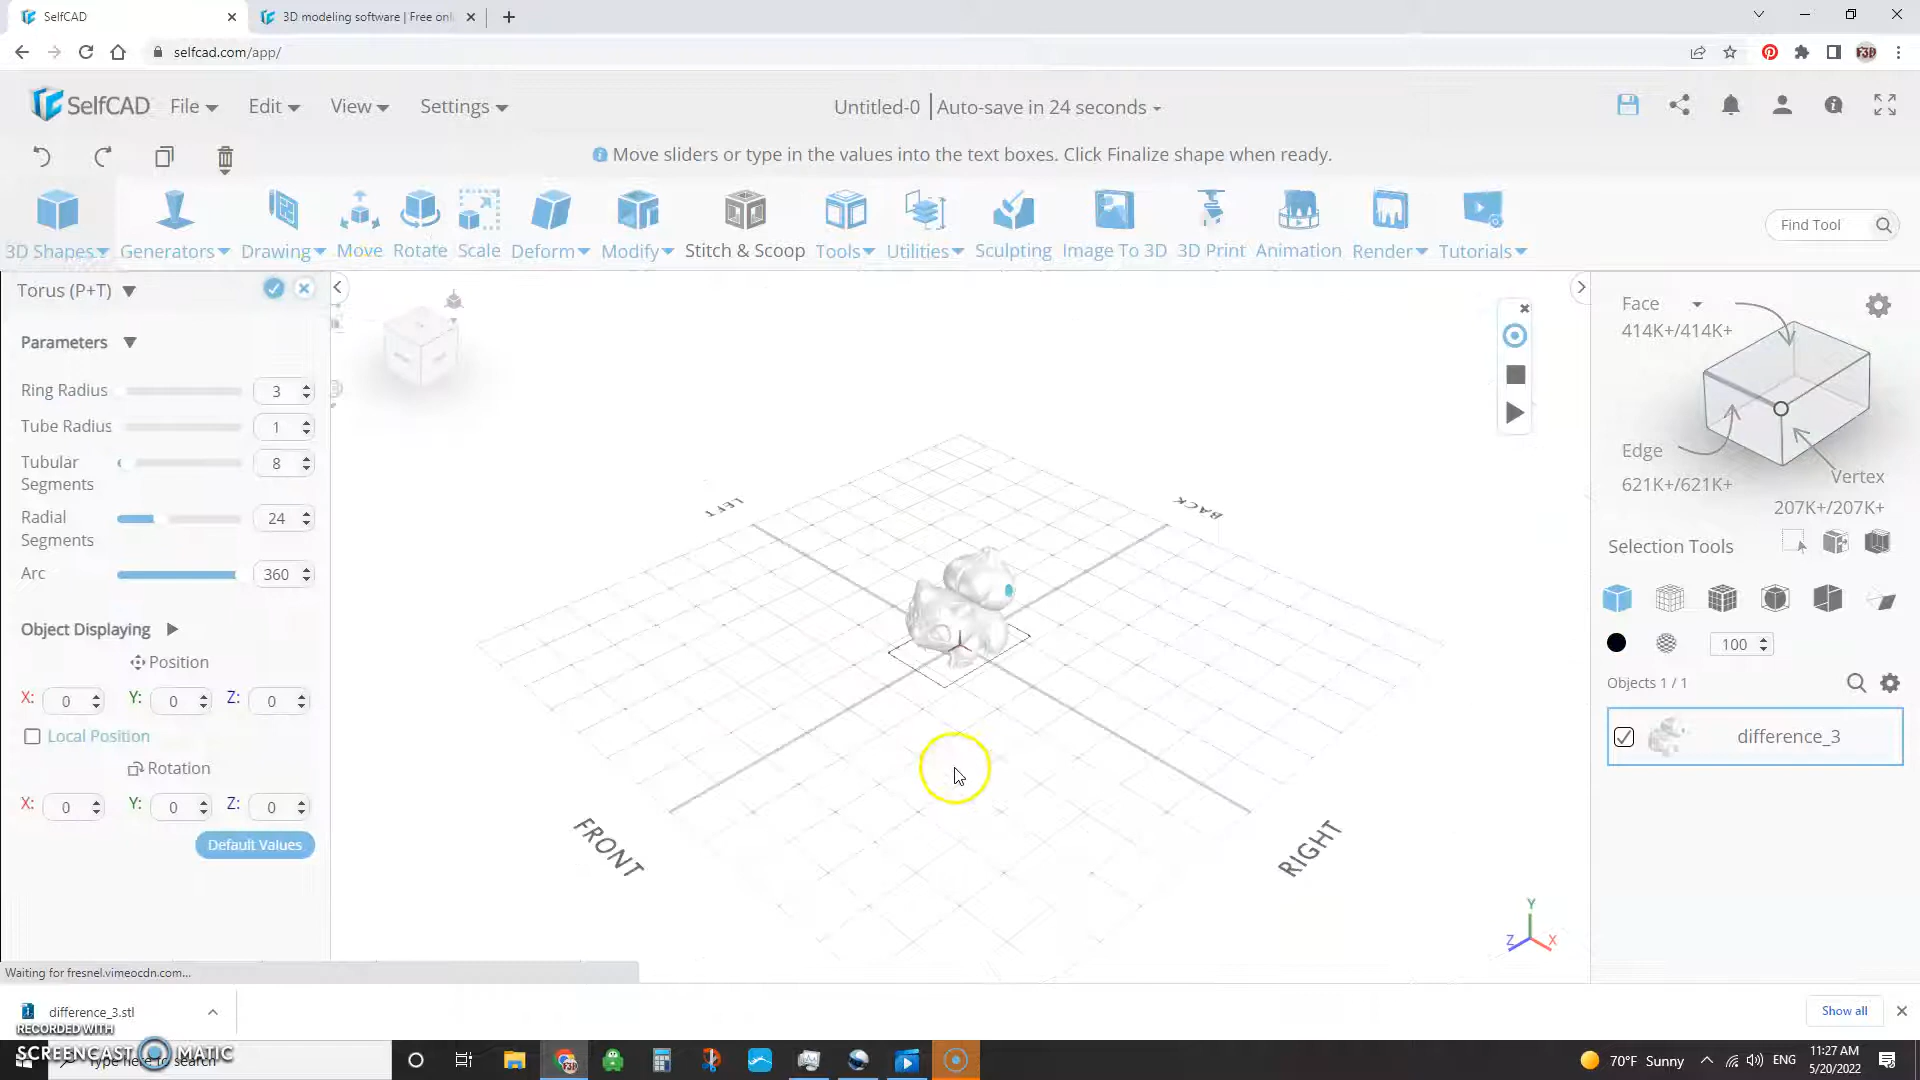 SelfCAD
3D modeling software | Free onl
selfcad.com/app/
SelfCAD File Edit View Settings
Untitled-0 | Auto-save in 24 seconds
Move sliders or type in the values into the text boxes. Click Finalize shape when ready.
3D Shapes Generators Drawing Move Rotate Scale Deform Modify Stitch & Scoop Tools Utilities Sculpting Image To 3D 3D Print Animation Render Tutorials
Find Tool
Torus (P+T)
Parameters
Ring Radius 3
Tube Radius 1
Tubular Segments 8
Radial Segments 24
Arc 360
Object Displaying
Position
X: 0 Y: 0 Z: 0
Local Position
Rotation
X: 0 Y: 0 Z: 0
Default Values
LEFT
BACK
FRONT
RIGHT
Y
Z X
Face
414K+/414K+
Edge
621K+/621K+
Vertex
207K+/207K+
Selection Tools
100
Objects 1 / 1
difference_3
Waiting for fresnel.vimeocdn.com...
difference_3.stl
Show all
RECORDED WITH
SCREENCAST MATIC
Type here to search
70°F Sunny
ENG
11:27 AM
5/20/2022